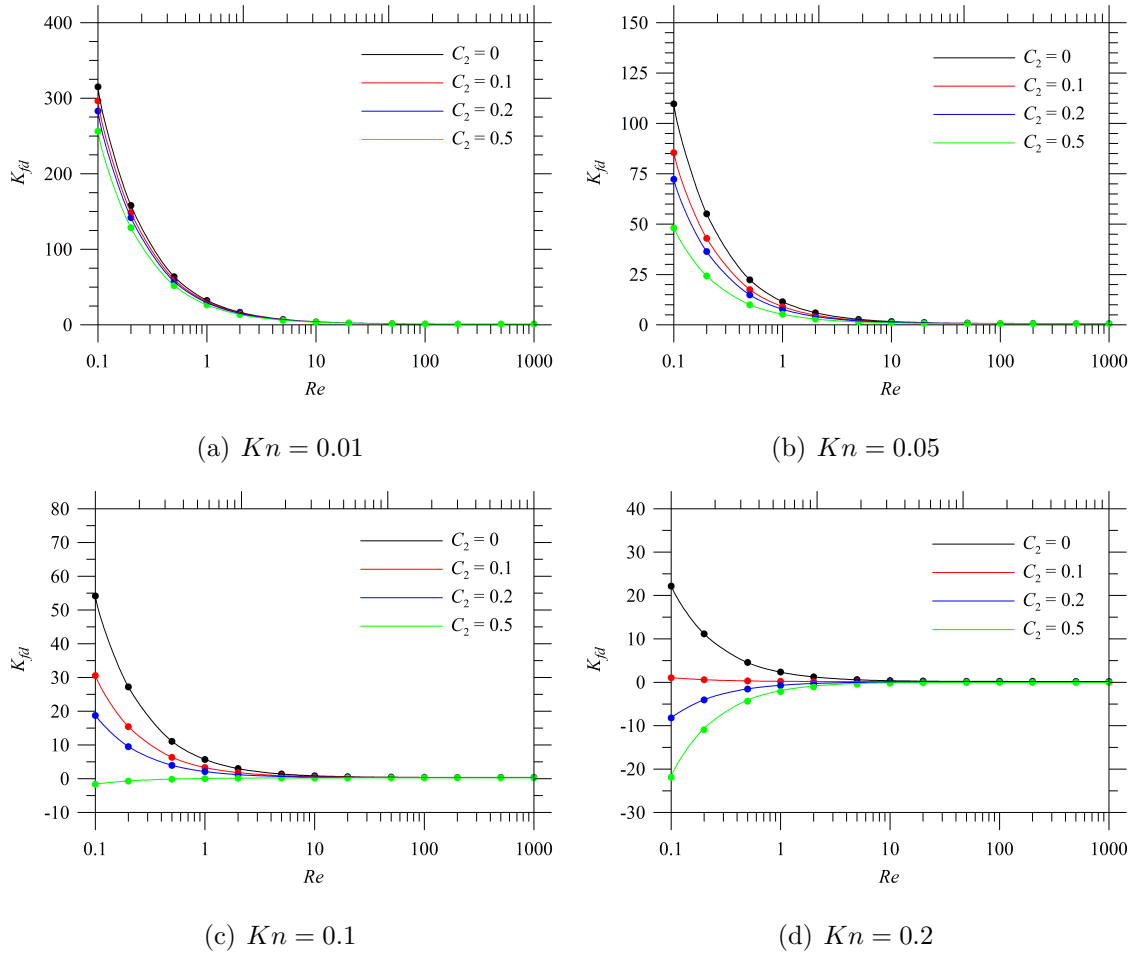 400
350
300
250
200
150
100
50
0
K_fd
C_2 = 0
C_2 = 0.1
C_2 = 0.2
C_2 = 0.5
0.1 1 10 100 1000
Re
(a) Kn = 0.01
150
125
100
75
50
25
0
K_fd
C_2 = 0
C_2 = 0.1
C_2 = 0.2
C_2 = 0.5
0.1 1 10 100 1000
Re
(b) Kn = 0.05
80
70
60
50
40
30
20
10
0
-10
K_fd
C_2 = 0
C_2 = 0.1
C_2 = 0.2
C_2 = 0.5
0.1 1 10 100 1000
Re
(c) Kn = 0.1
40
30
20
10
0
-10
-20
-30
K_fd
C_2 = 0
C_2 = 0.1
C_2 = 0.2
C_2 = 0.5
0.1 1 10 100 1000
Re
(d) Kn = 0.2